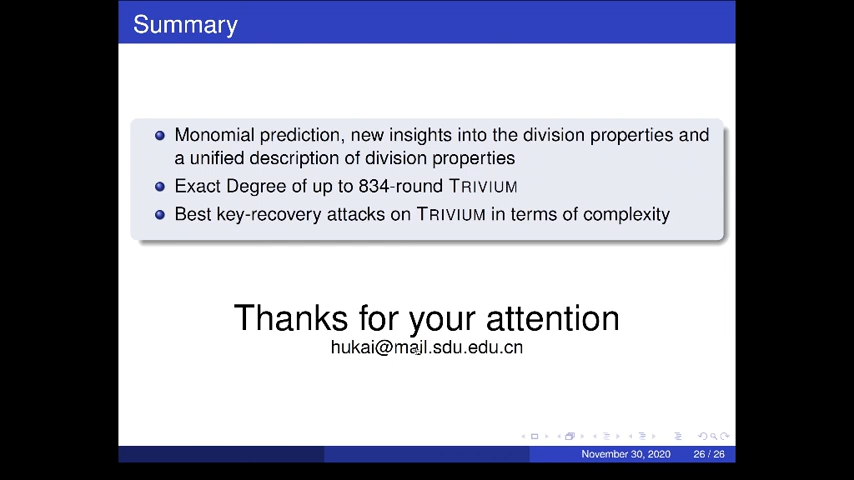 Summary
Monomial prediction, new insights into the division properties and
a unified description of division properties
Exact Degree of up to 834-round TRIVIUM
Best key-recovery attacks on TRIVIUM in terms of complexity
Thanks for your attention
hukai@mail.sdu.edu.cn
November 30, 2020 26 / 26